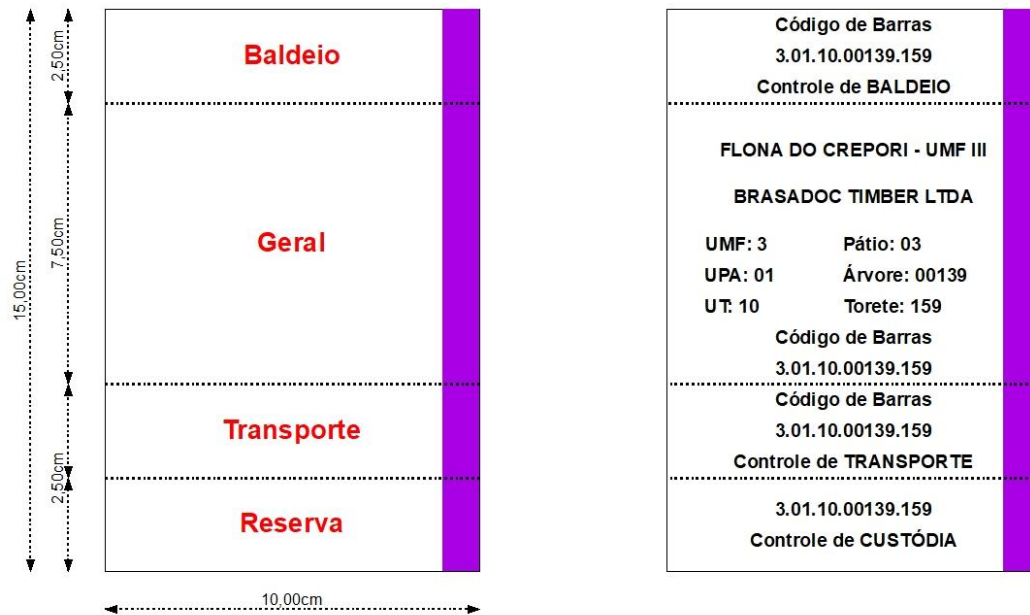 15,00cm
2,50cm
7,50cm
2,50cm
10,00cm
Baldeio
Geral
Transporte
Reserva
Código de Barras
3.01.10.00139.159
Controle de BALDEIO
FLONA DO CREPORI - UMF III
BRASADOC TIMBER LTDA
UMF: 3 Pátio: 03
UPA: 01 Árvore: 00139
UT: 10 Torete: 159
Código de Barras
3.01.10.00139.159
Código de Barras
3.01.10.00139.159
Controle de TRANSPORTE
3.01.10.00139.159
Controle de CUSTÓDIA